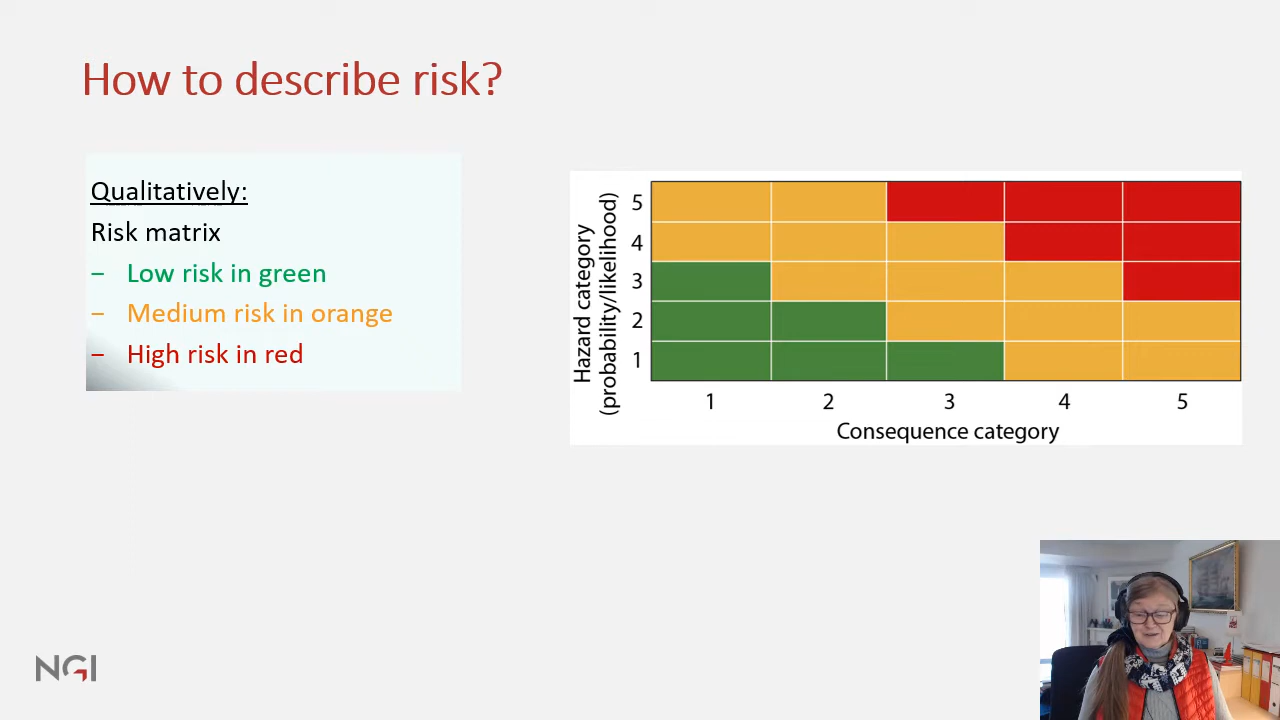 How to describe risk?
Qualitatively:
Risk matrix
− Low risk in green
− Medium risk in orange
− High risk in red
Hazard category
(probability/likelihood)
5
4
3
2
1
1 2 3 4 5
Consequence category
NGI